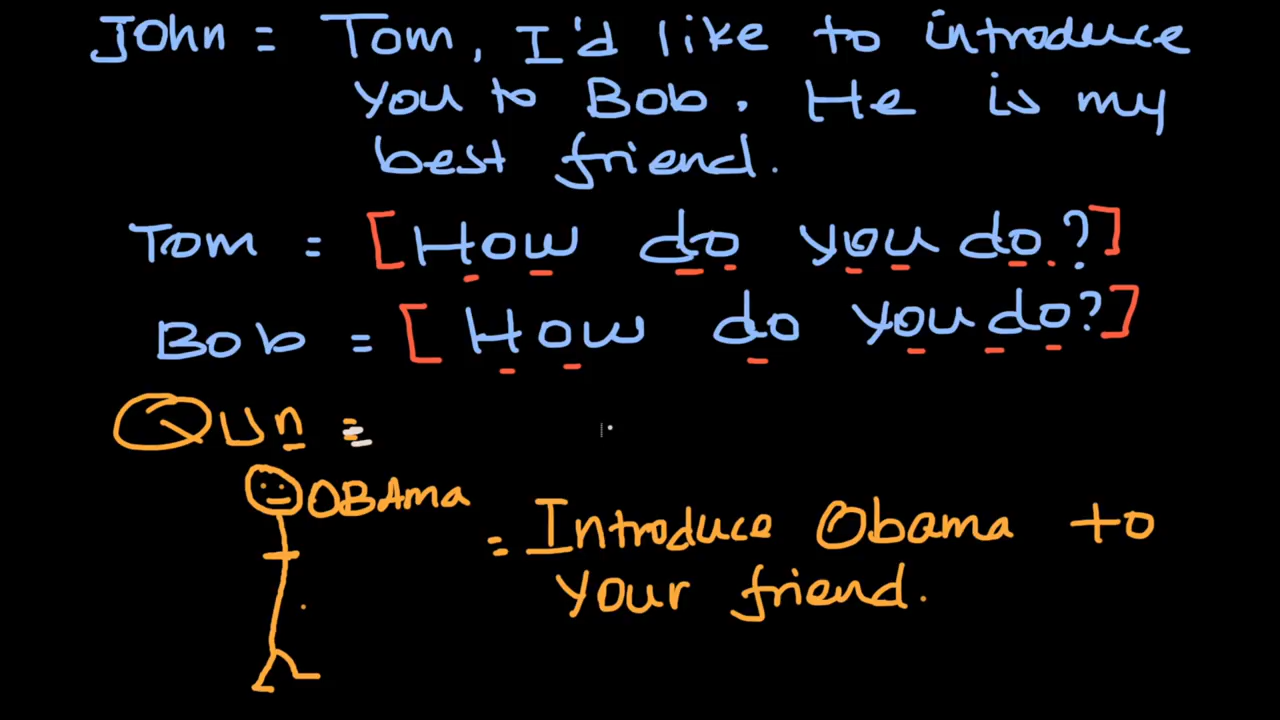 John = Tom, I'd like to introduce
you to Bob. He is my
best friend.
Tom = [How do you do?]
Bob = [How do you do?]
Qun =
OBAma
= Introduce Obama to
your friend.